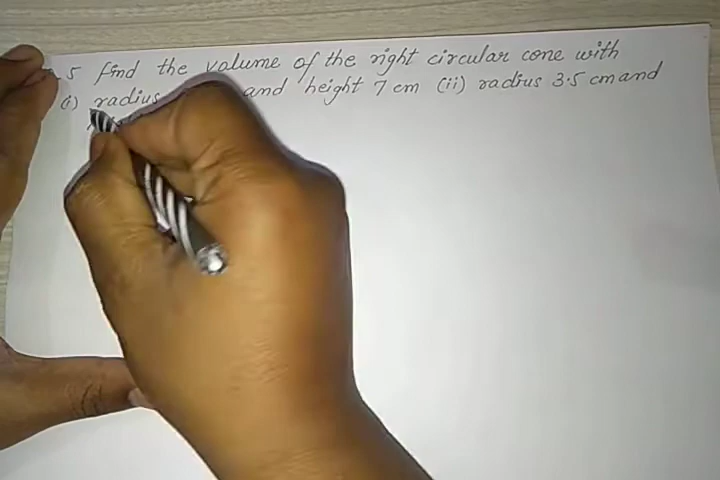 5 find the volume of the right circular cone with
(i) radius and height 7 cm (ii) radius 3.5 cm and